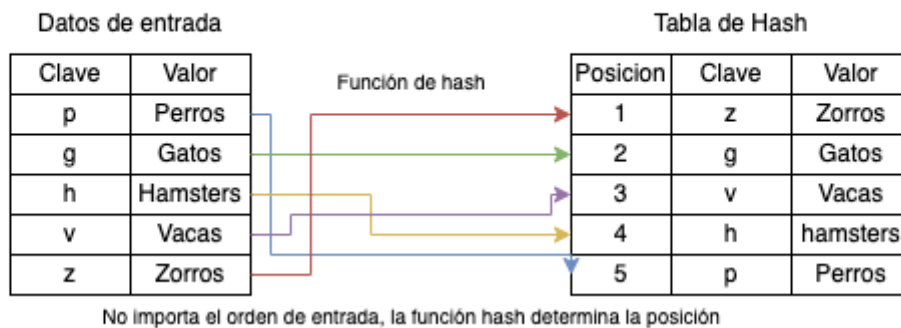 Datos de entrada
Tabla de Hash
Función de hash
Clave Valor
p Perros
g Gatos
h Hamsters
v Vacas
z Zorros
Posicion Clave Valor
1 z Zorros
2 g Gatos
3 v Vacas
4 h hamsters
5 p Perros
No importa el orden de entrada, la función hash determina la posición